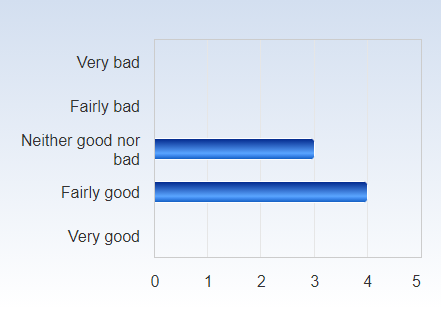 Very bad
Fairly bad
Neither good nor
bad
Fairly good
Very good
0 1 2 3 4 5